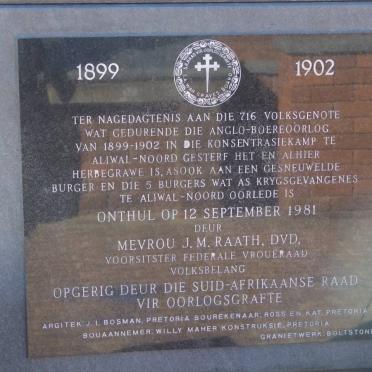 1899
1902
TER NAGEDAGTENIS AAN DIE 716 VOLKSGENOTE
WAT GEDURENDE DIE ANGLO-BOEREOORLOG
VAN 1899-1902 IN DIE KONSENTRASIEKAMP TE
ALIWAL-NOORD GESTERF HET EN ALHIER
HERBEGRAWE IS, ASOOK AAN EEN GESNEUWELDE
BURGER EN DIE 5 BURGERS WAT AS KRYGSGEVANGENES
TE ALIWAL-NOORD OORLEDE IS
ONTHUL OP 12 SEPTEMBER 1981
DEUR
MEVROU J.M. RAATH, DVD,
VOORSITSTER FEDERALE VROUERAAD
VOLKSBELANG
OPGERIG DEUR DIE SUID-AFRIKAANSE RAAD
VIR OORLOGSGRAFTE
ARGITEK: J. L. BOSMAN, PRETORIA BOUREKENAAR: ROSS EN KAT, PRETORIA
BOUAANNEMER: WILLY MAHER KONSTRUKSIE, PRETORIA
GRANIETWERK: BOLTSTONE